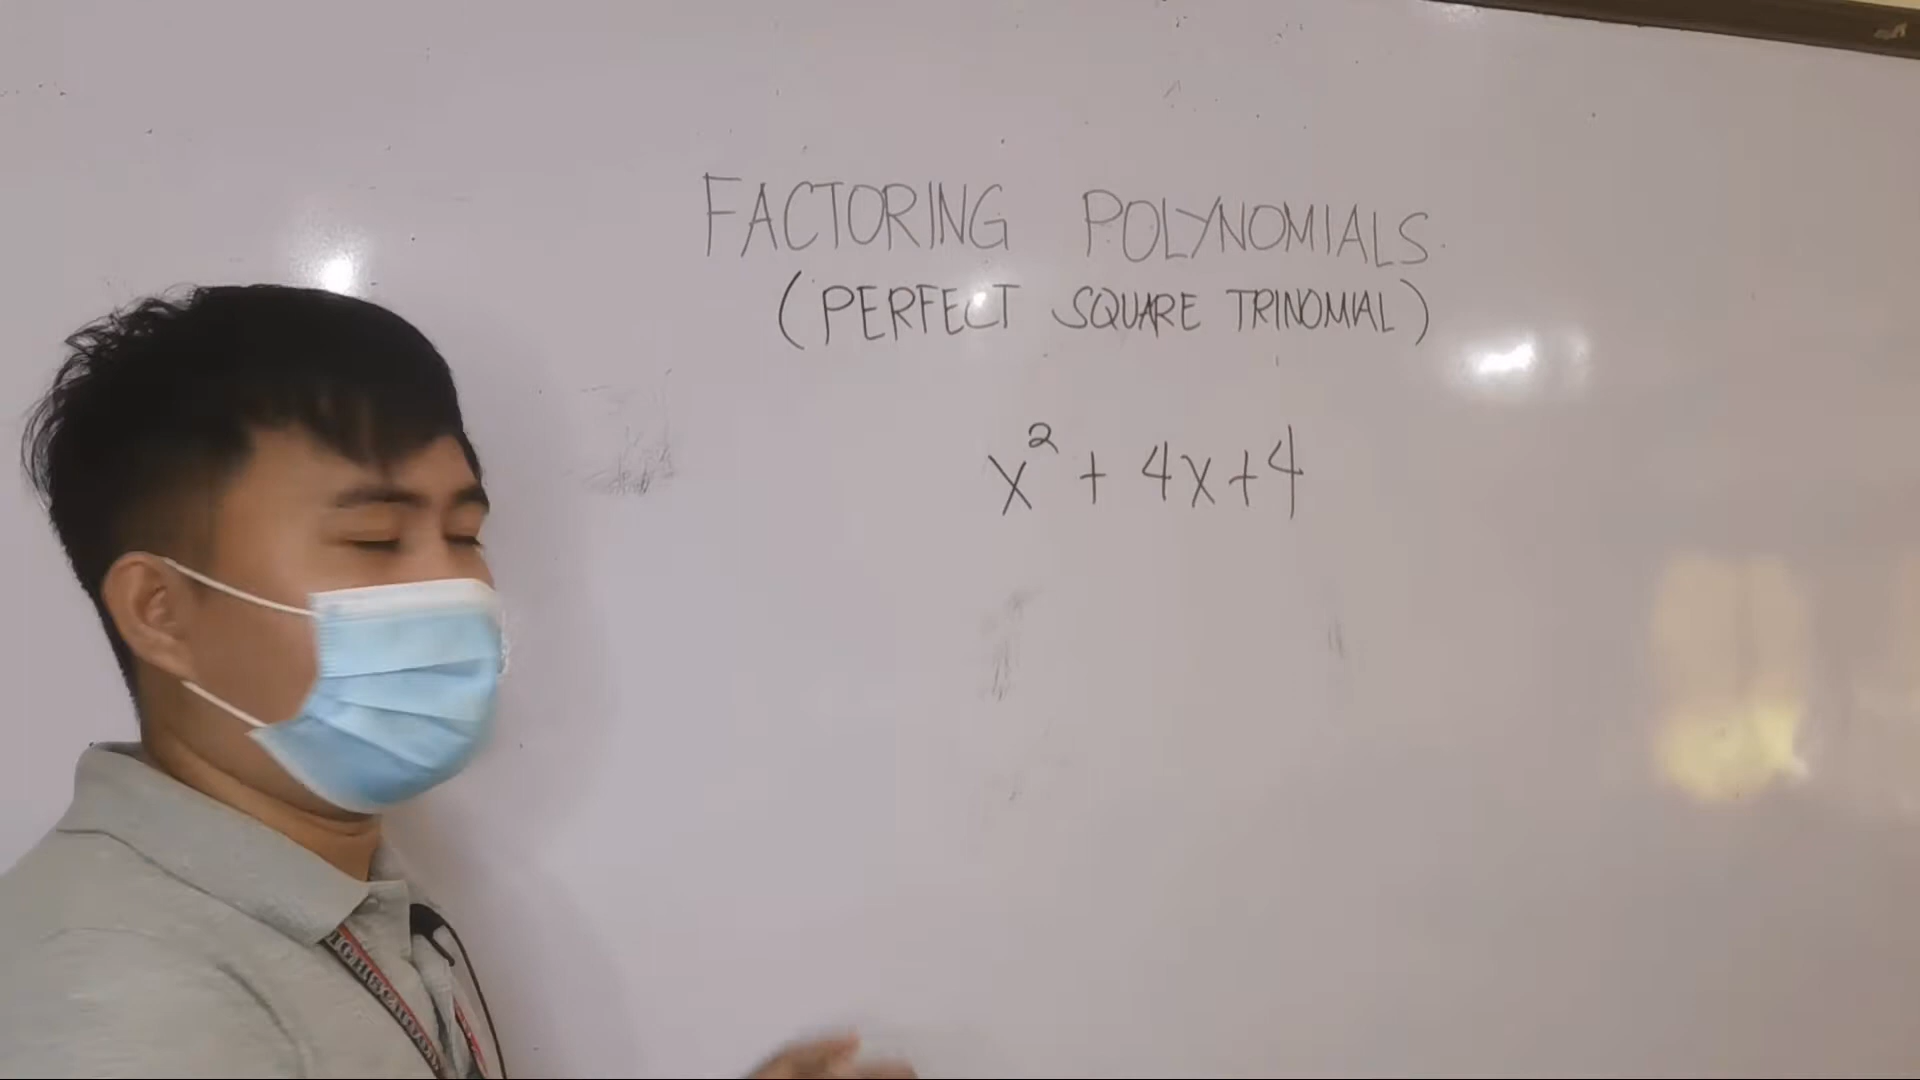 FACTORING POLYNOMIALS
(PERFECT SQUARE TRINOMIAL)
x² + 4x+4